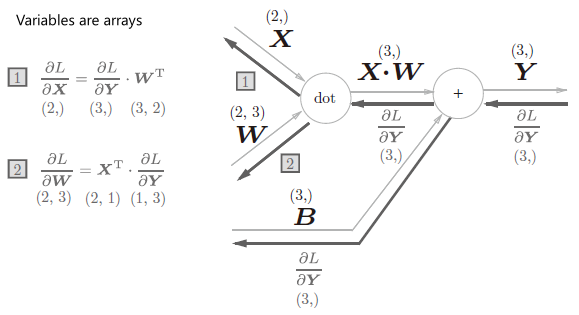 Variables are arrays
1 ∂L/∂X = ∂L/∂Y · W^T
(2,) (3,) (3, 2)
2 ∂L/∂W = X^T · ∂L/∂Y
(2, 3) (2, 1) (1, 3)
(2,)
X
1
(2, 3)
W
dot
2
(3,)
X·W
∂L/∂Y
(3,)
+
(3,)
Y
∂L/∂Y
(3,)
(3,)
B
∂L/∂Y
(3,)